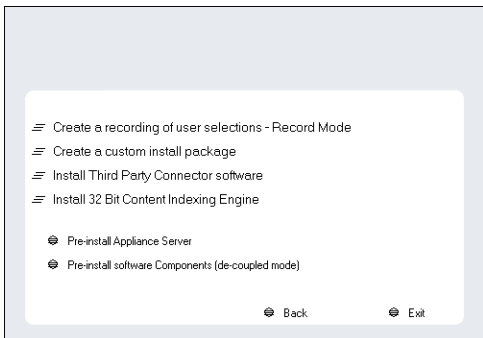 Create a recording of user selections - Record Mode
Create a custom install package
Install Third Party Connector software
Install 32 Bit Content Indexing Engine
Pre-install Appliance Server
Pre-install software Components (de-coupled mode)
Back Exit